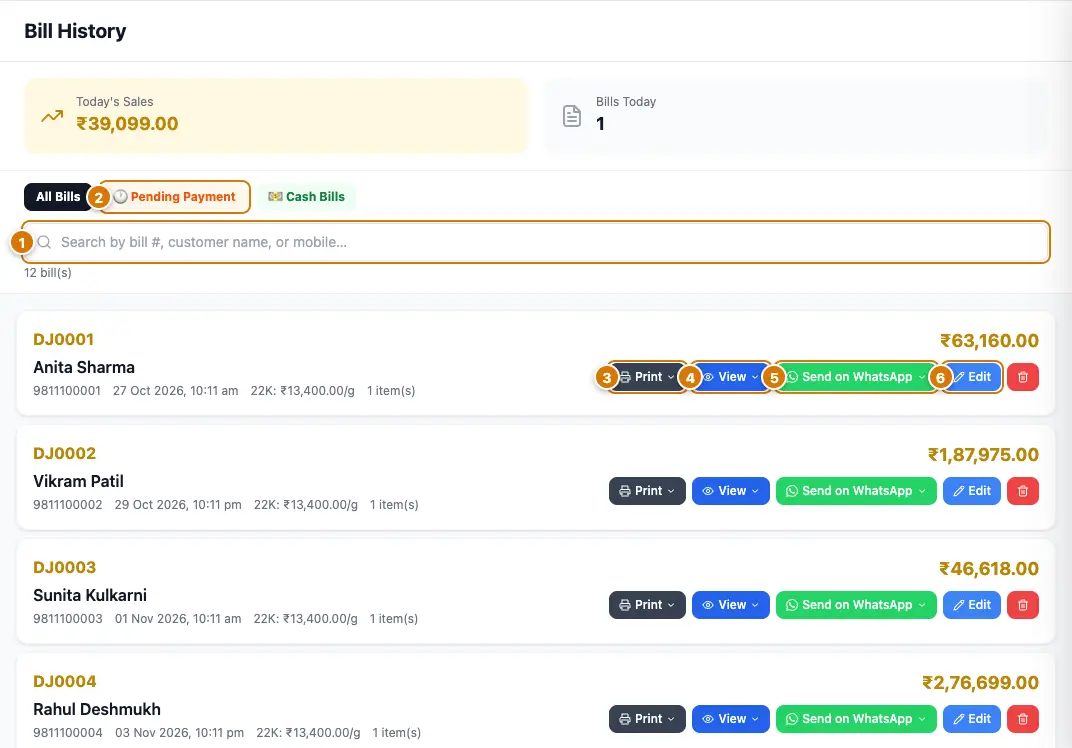 Bill History
Today's Sales
₹39,099.00
Bills Today
1
All Bills 2 Pending Payment Cash Bills
1 Search by bill #, customer name, or mobile...
12 bill(s)
DJ0001
₹63,160.00
Anita Sharma
3 Print 4 View 5 Send on WhatsApp 6 Edit
9811100001 27 Oct 2026, 10:11 am 22K: ₹13,400.00/g 1 item(s)
DJ0002
₹1,87,975.00
Vikram Patil
Print View Send on WhatsApp Edit
9811100002 29 Oct 2026, 10:11 pm 22K: ₹13,400.00/g 1 item(s)
DJ0003
₹46,618.00
Sunita Kulkarni
Print View Send on WhatsApp Edit
9811100003 01 Nov 2026, 10:11 am 22K: ₹13,400.00/g 1 item(s)
DJ0004
₹2,76,699.00
Rahul Deshmukh
Print View Send on WhatsApp Edit
9811100004 03 Nov 2026, 10:11 pm 22K: ₹13,400.00/g 1 item(s)